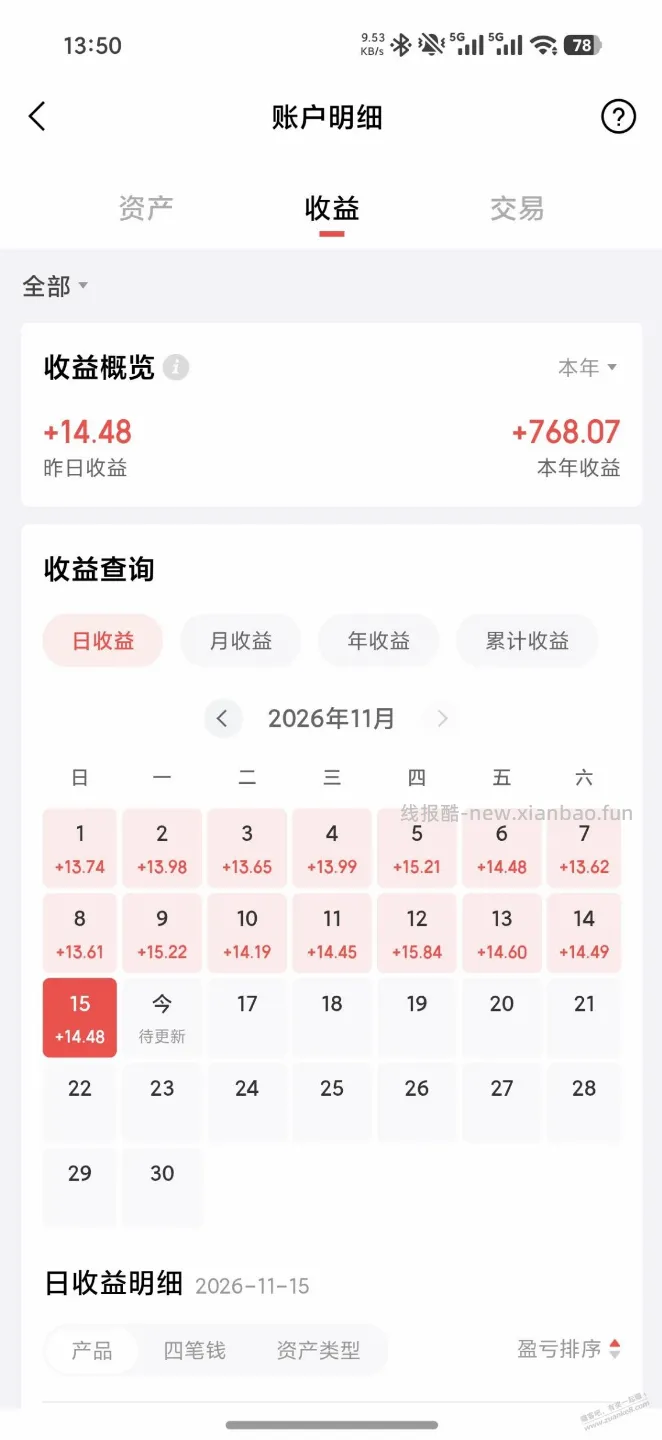 13:50 9.53 KB/s 5G 5G 78
账户明细 ?
资产 收益 交易
全部
收益概览 i 本年
+14.48 +768.07
昨日收益 本年收益
收益查询
日收益 月收益 年收益 累计收益
2026年11月
日 一 二 三 四 五 六
线报酷-new.xianbao.fun
1 2 3 4 5 6 7
+13.74 +13.98 +13.65 +13.99 +15.21 +14.48 +13.62
8 9 10 11 12 13 14
+13.61 +15.22 +14.19 +14.45 +15.84 +14.60 +14.49
15 今 17 18 19 20 21
+14.48 待更新
22 23 24 25 26 27 28
29 30
日收益明细 2026-11-15
产品 四笔钱 资产类型 盈亏排序
www.zuanke8.com